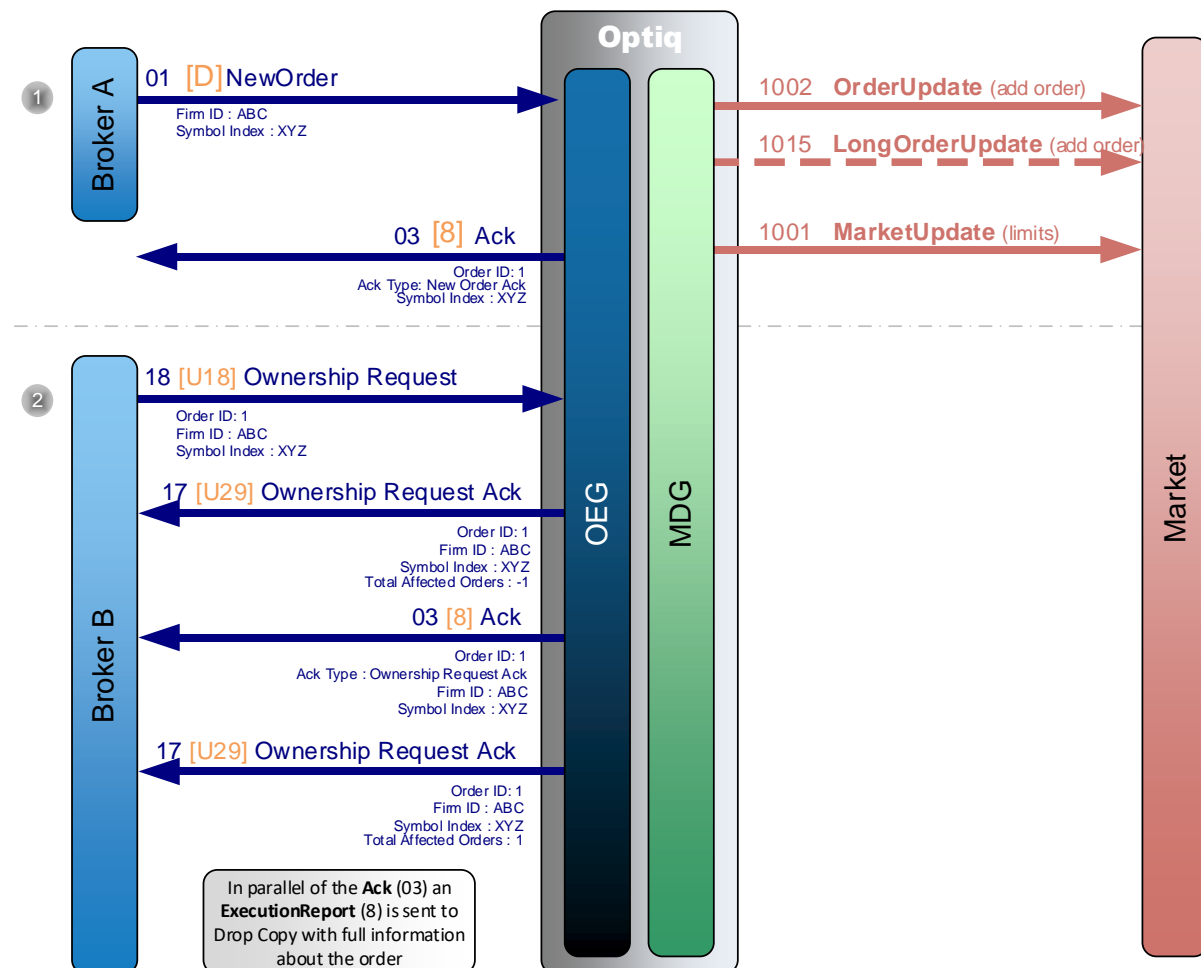 Optiq
Broker A
OEG
MDG
Market
1
01 [D] NewOrder
Firm ID : ABC
Symbol Index : XYZ
1002 OrderUpdate (add order)
1015 LongOrderUpdate (add order)
03 [8] Ack
Order ID: 1
Ack Type: New Order Ack
Symbol Index : XYZ
1001 MarketUpdate (limits)
2
Broker B
18 [U18] Ownership Request
Order ID: 1
Firm ID : ABC
Symbol Index : XYZ
17 [U29] Ownership Request Ack
Order ID: 1
Firm ID : ABC
Symbol Index : XYZ
Total Affected Orders : -1
03 [8] Ack
Order ID: 1
Ack Type : Ownership Request Ack
Firm ID : ABC
Symbol Index : XYZ
17 [U29] Ownership Request Ack
Order ID: 1
Firm ID : ABC
Symbol Index : XYZ
Total Affected Orders : 1
In parallel of the Ack (03) an
ExecutionReport (8) is sent to
Drop Copy with full information
about the order